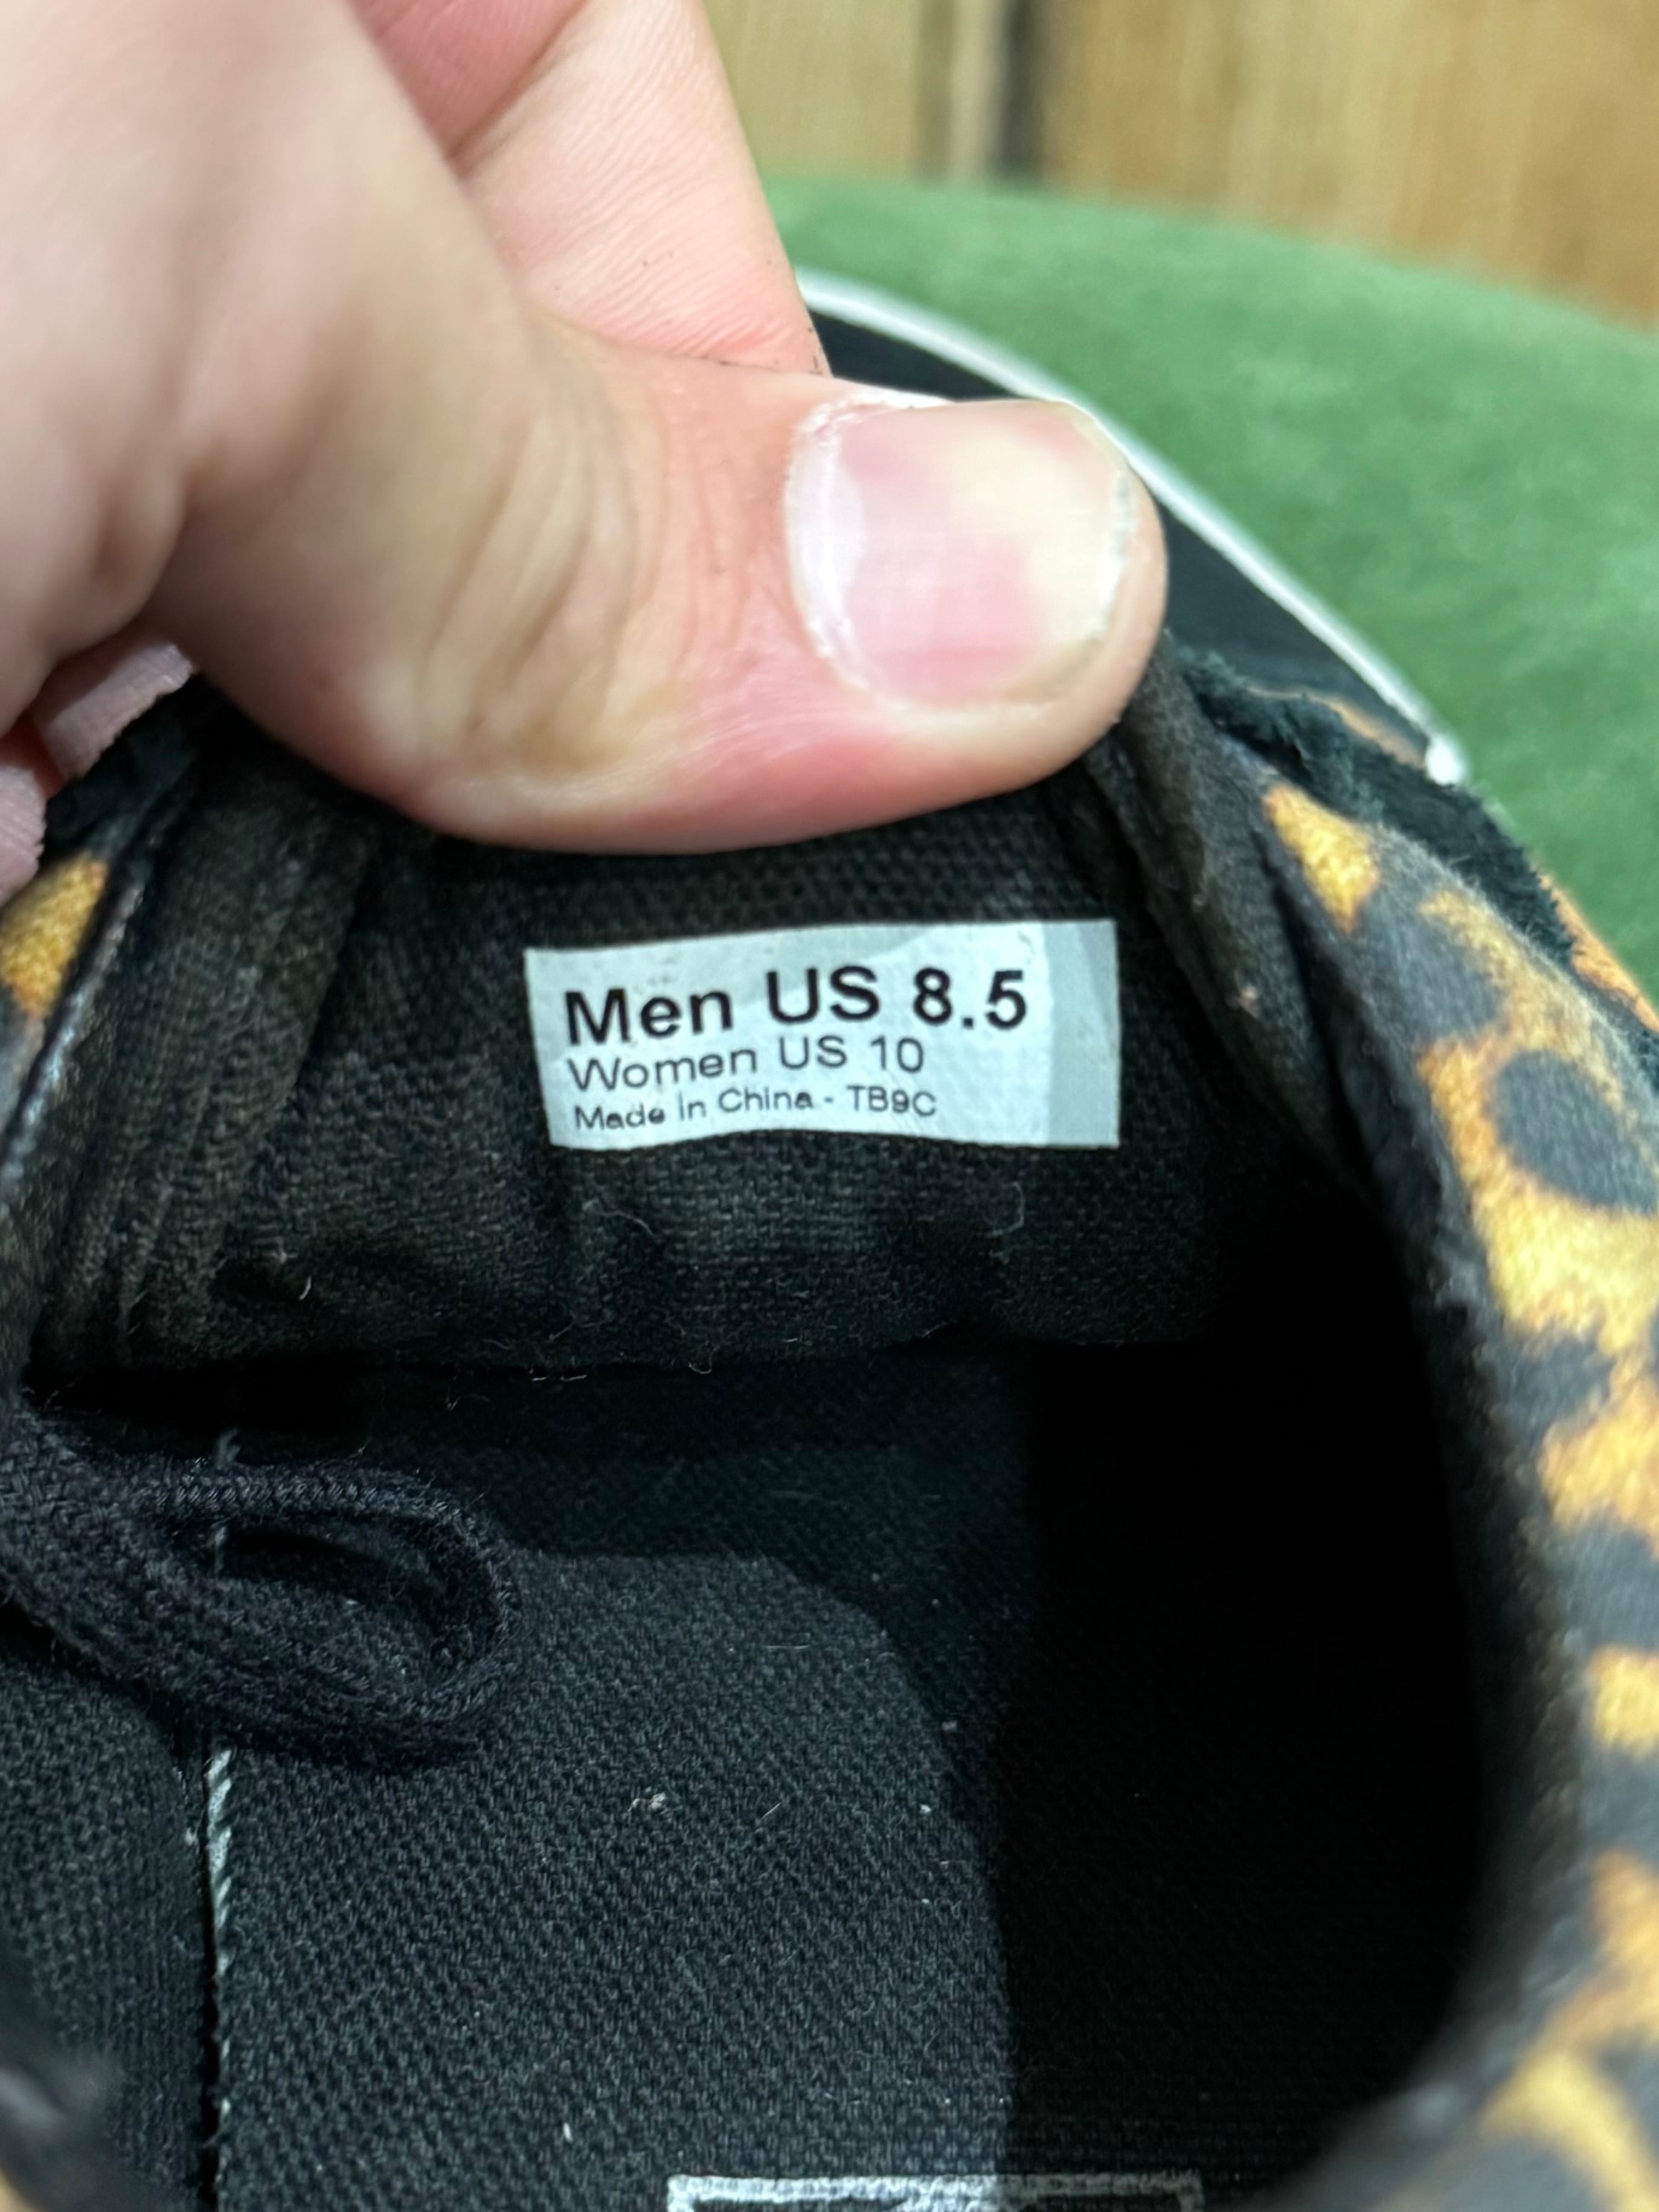 Men US 8.5
Women US 10
Made in China - TB9C